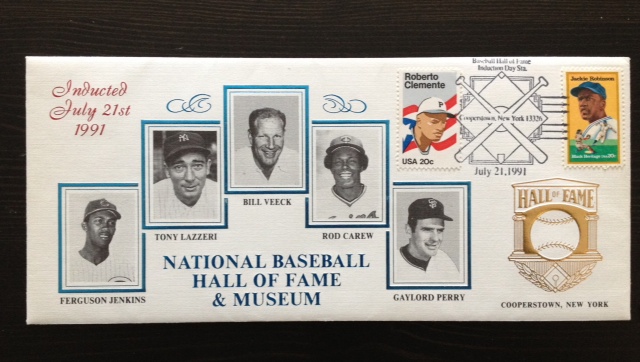 Inducted
July 21st
1991
Roberto
Clemente
P
USA 20c
Baseball Hall of Fame
Induction Day Sta.
Cooperstown, New York 13326
July 21,1991
Jackie Robinson
Black Heritage USA 20c
FERGUSON JENKINS
TONY LAZZERI
BILL VEECK
ROD CAREW
GAYLORD PERRY
NATIONAL BASEBALL
HALL OF FAME
& MUSEUM
HALL OF FAME
COOPERSTOWN, NEW YORK